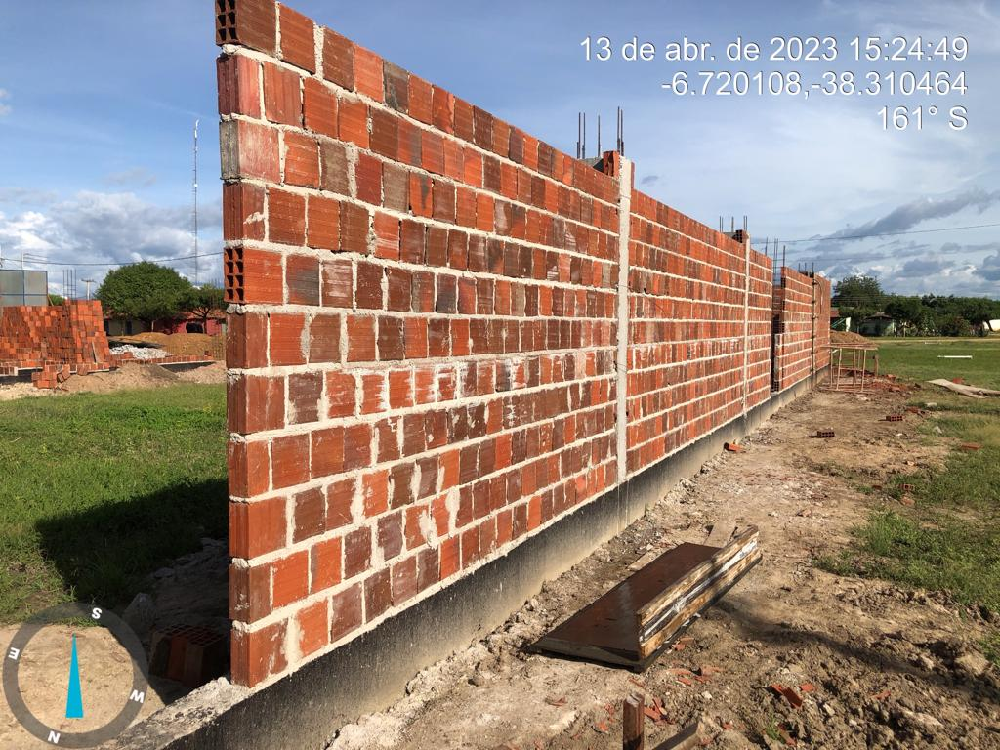 13 de abr. de 2023 15:24:49
-6.720108,-38.310464
161° S
S
E
W
N